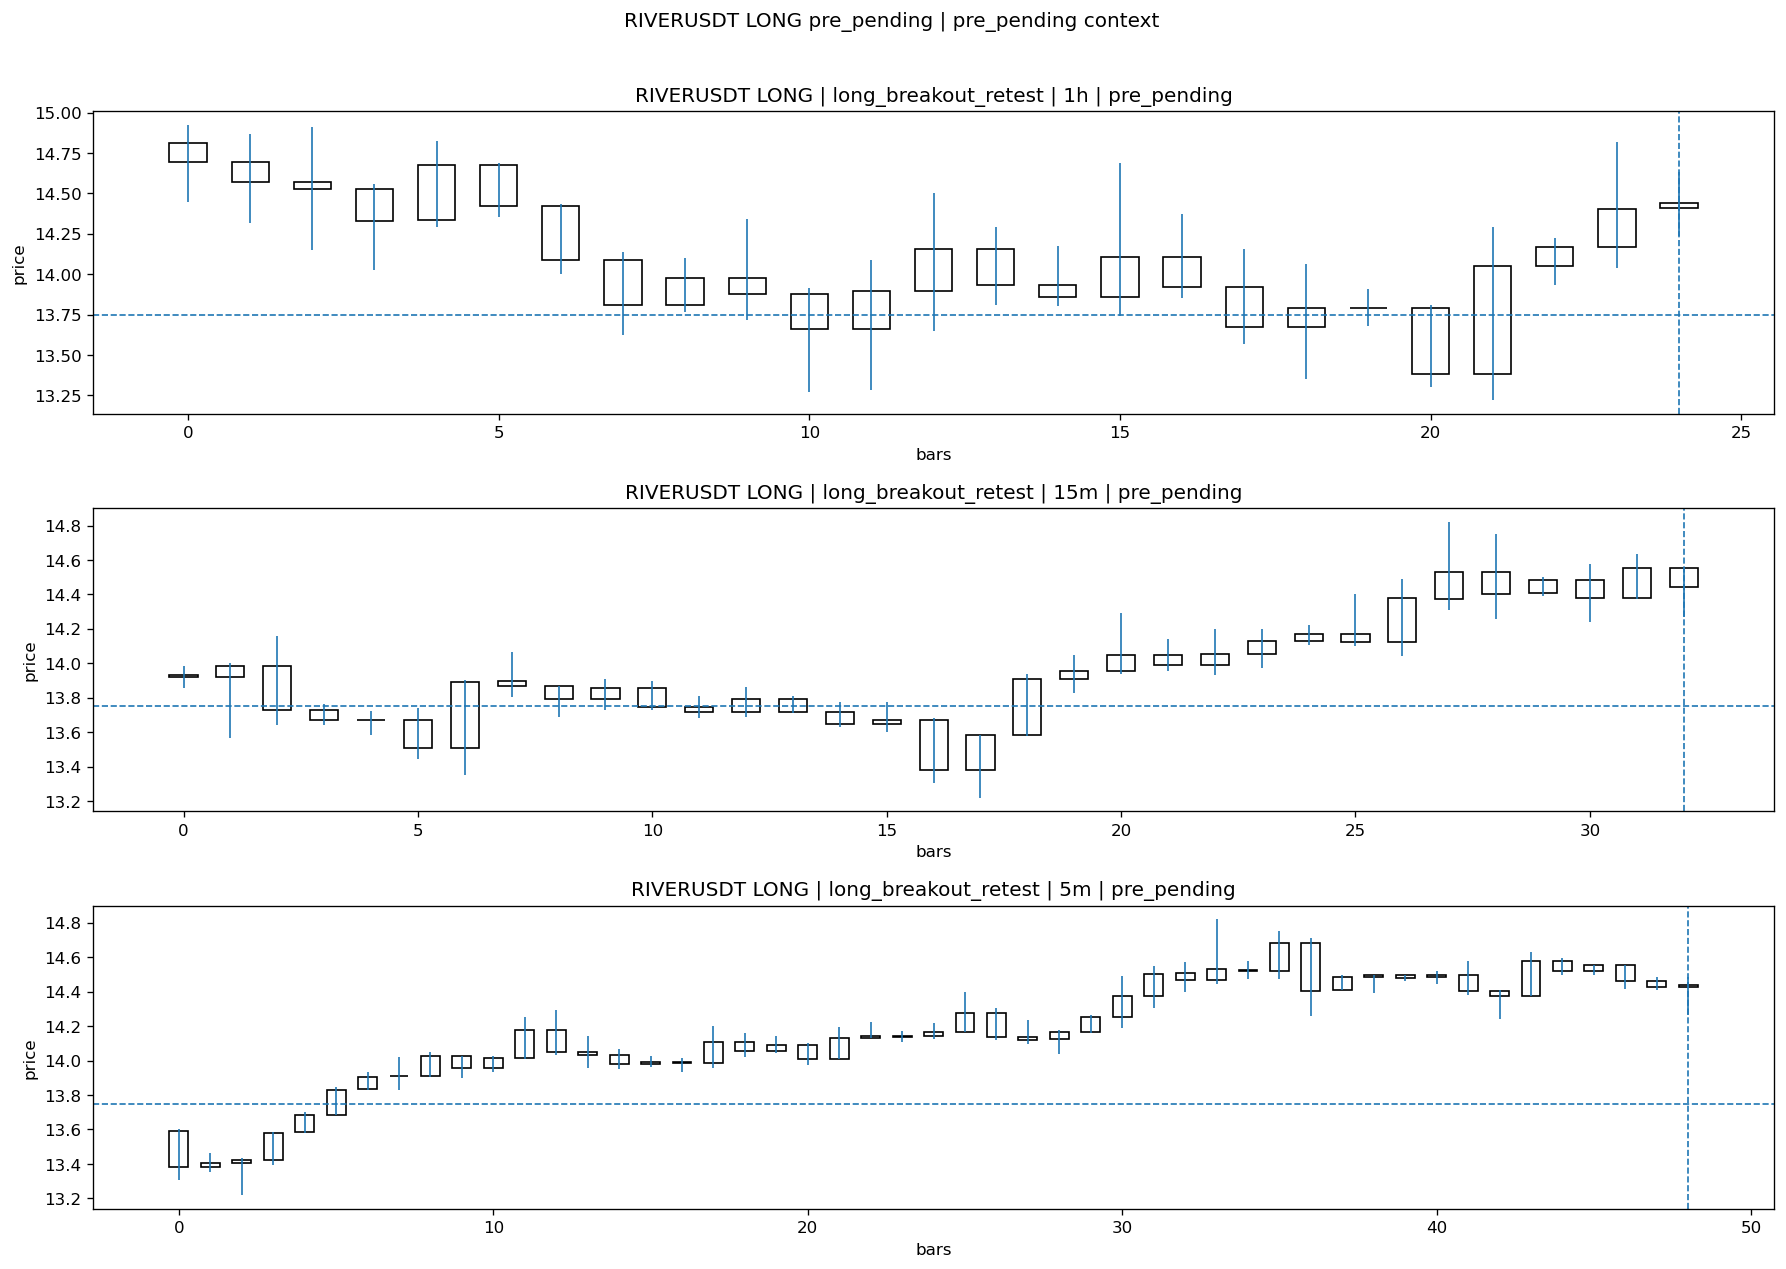 RIVERUSDT LONG pre_pending | pre_pending context
RIVERUSDT LONG | long_breakout_retest | 1h | pre_pending
15.00
14.75
14.50
14.25
14.00
13.75
13.50
13.25
price
0 5 10 15 20 25
bars
RIVERUSDT LONG | long_breakout_retest | 15m | pre_pending
14.8
14.6
14.4
14.2
14.0
13.8
13.6
13.4
13.2
price
0 5 10 15 20 25 30
bars
RIVERUSDT LONG | long_breakout_retest | 5m | pre_pending
14.8
14.6
14.4
14.2
14.0
13.8
13.6
13.4
13.2
price
0 10 20 30 40 50
bars